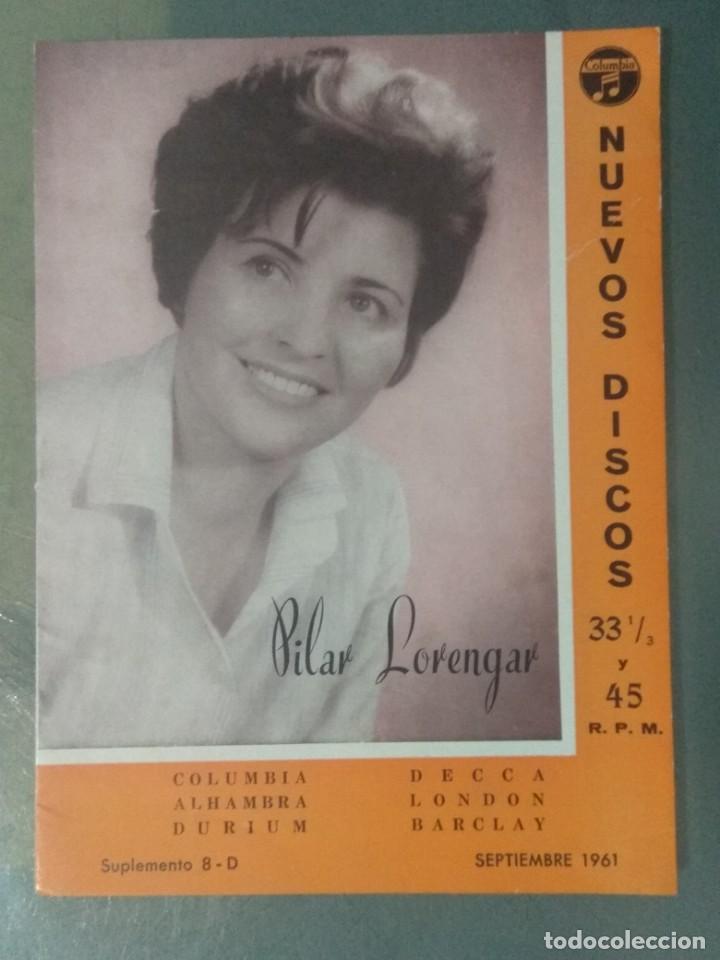 Columbia
NUEVOS DISCOS
33 1/3
y
45
R. P. M.
Pilar Lorengar
COLUMBIA
ALHAMBRA
DURIUM
DECCA
LONDON
BARCLAY
Suplemento 8 - D
SEPTIEMBRE 1961
todocoleccion.net